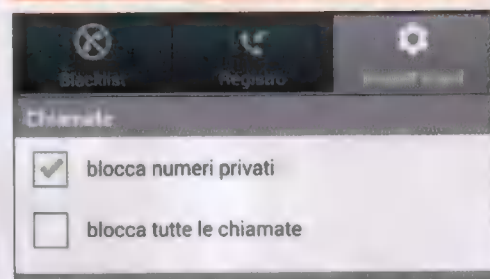 Blacklist
Registro
Chiamate
blocca numeri privati
blocca tutte le chiamate